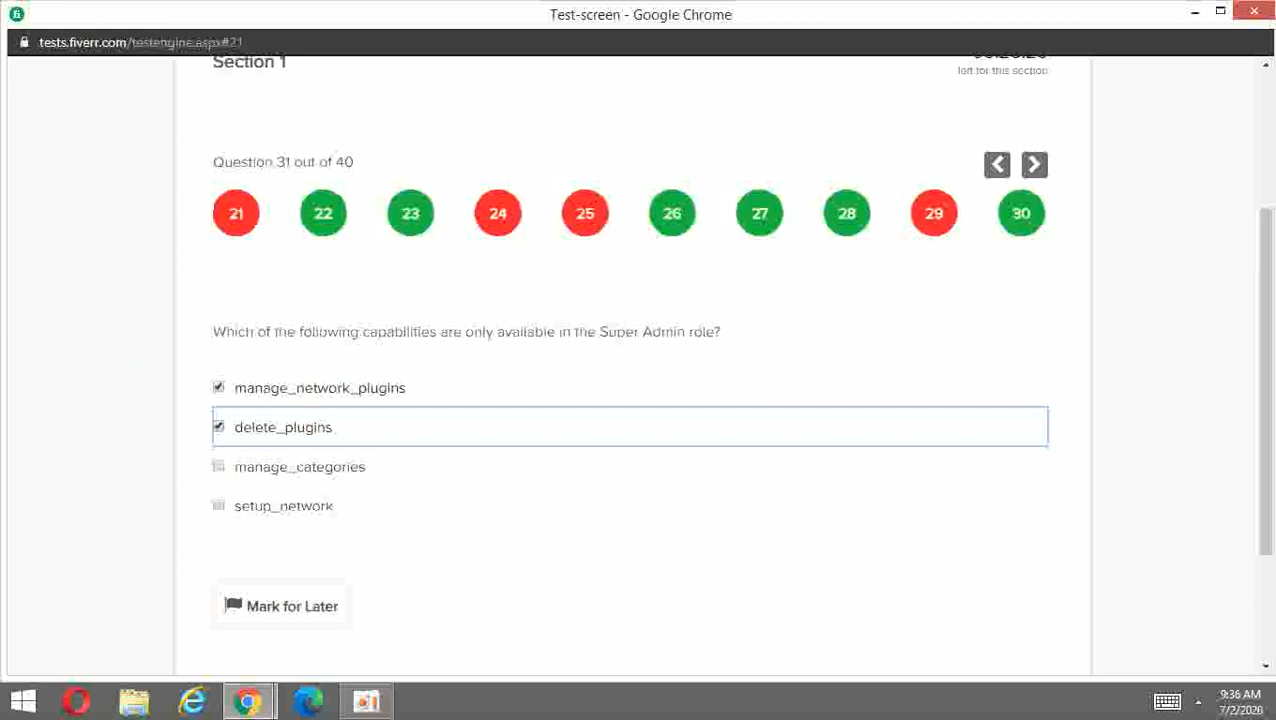 Test-screen - Google Chrome
tests.fiverr.com/testengine.aspx#21
Section 1
left for this section
Question 31 out of 40
21 22 23 24 25 26 27 28 29 30
Which of the following capabilities are only available in the Super Admin role?
manage_network_plugins
delete_plugins
manage_categories
setup_network
Mark for Later
9:36 AM
7/2/2020